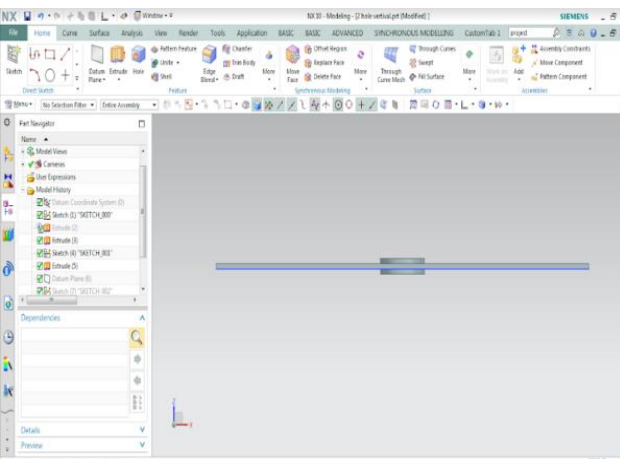 NX Window NX 10 - Modeling - [2 hole vertical.prt (Modified) ] SIEMENS
File Home Curve Surface Analysis View Render Tools Application BASIC BASIC ADVANCED SYNCHRONOUS MODELLING CustomTab 1 project
Sketch
Direct Sketch
Datum Plane Extrude Hole
Pattern Feature
Unite
Shell
Edge Blend
Chamfer
Trim Body
Draft
More
Feature
Move Face
Offset Region
Replace Face
Delete Face
More
Synchronous Modeling
Through Curve Mesh
Through Curves
Swept
Fill Surface
More
Surface
Add
Assembly Constraints
Move Component
Pattern Component
Assemblies
Menu No Selection Filter Entire Assembly
Part Navigator
Name
Model Views
Cameras
User Expressions
Model History
Datum Coordinate System (0)
Sketch (1) "SKETCH_000"
Extrude (2)
Extrude (3)
Sketch (4) "SKETCH_001"
Extrude (5)
Datum Plane (6)
Sketch (7) "SKETCH_002"
Dependencies
Details
Preview
Z
X